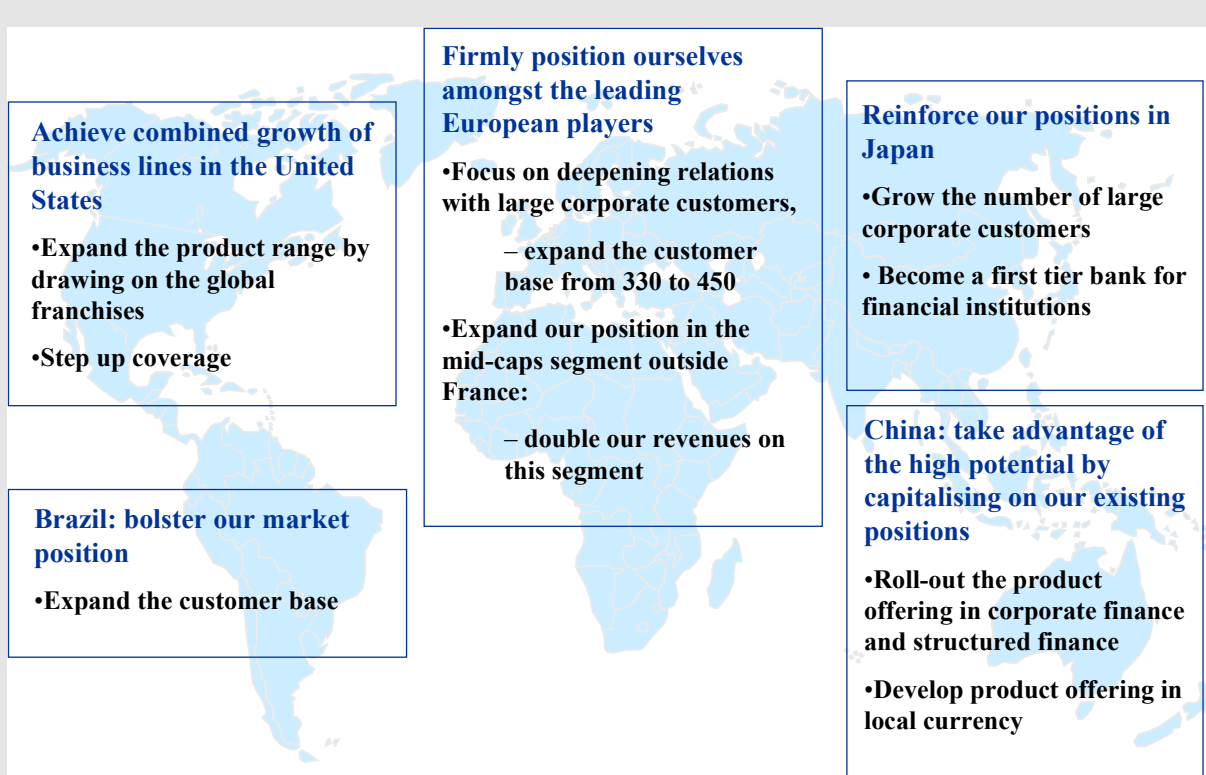 Achieve combined growth of
business lines in the United
States
•Expand the product range by
drawing on the global
franchises
•Step up coverage
Brazil: bolster our market
position
•Expand the customer base
Firmly position ourselves
amongst the leading
European players
•Focus on deepening relations
with large corporate customers,
– expand the customer
base from 330 to 450
•Expand our position in the
mid-caps segment outside
France:
– double our revenues on
this segment
Reinforce our positions in
Japan
•Grow the number of large
corporate customers
• Become a first tier bank for
financial institutions
China: take advantage of
the high potential by
capitalising on our existing
positions
•Roll-out the product
offering in corporate finance
and structured finance
•Develop product offering in
local currency